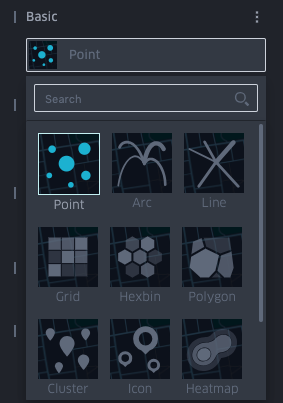 Basic
Point
Search
Point Arc Line
Grid Hexbin Polygon
Cluster Icon Heatmap